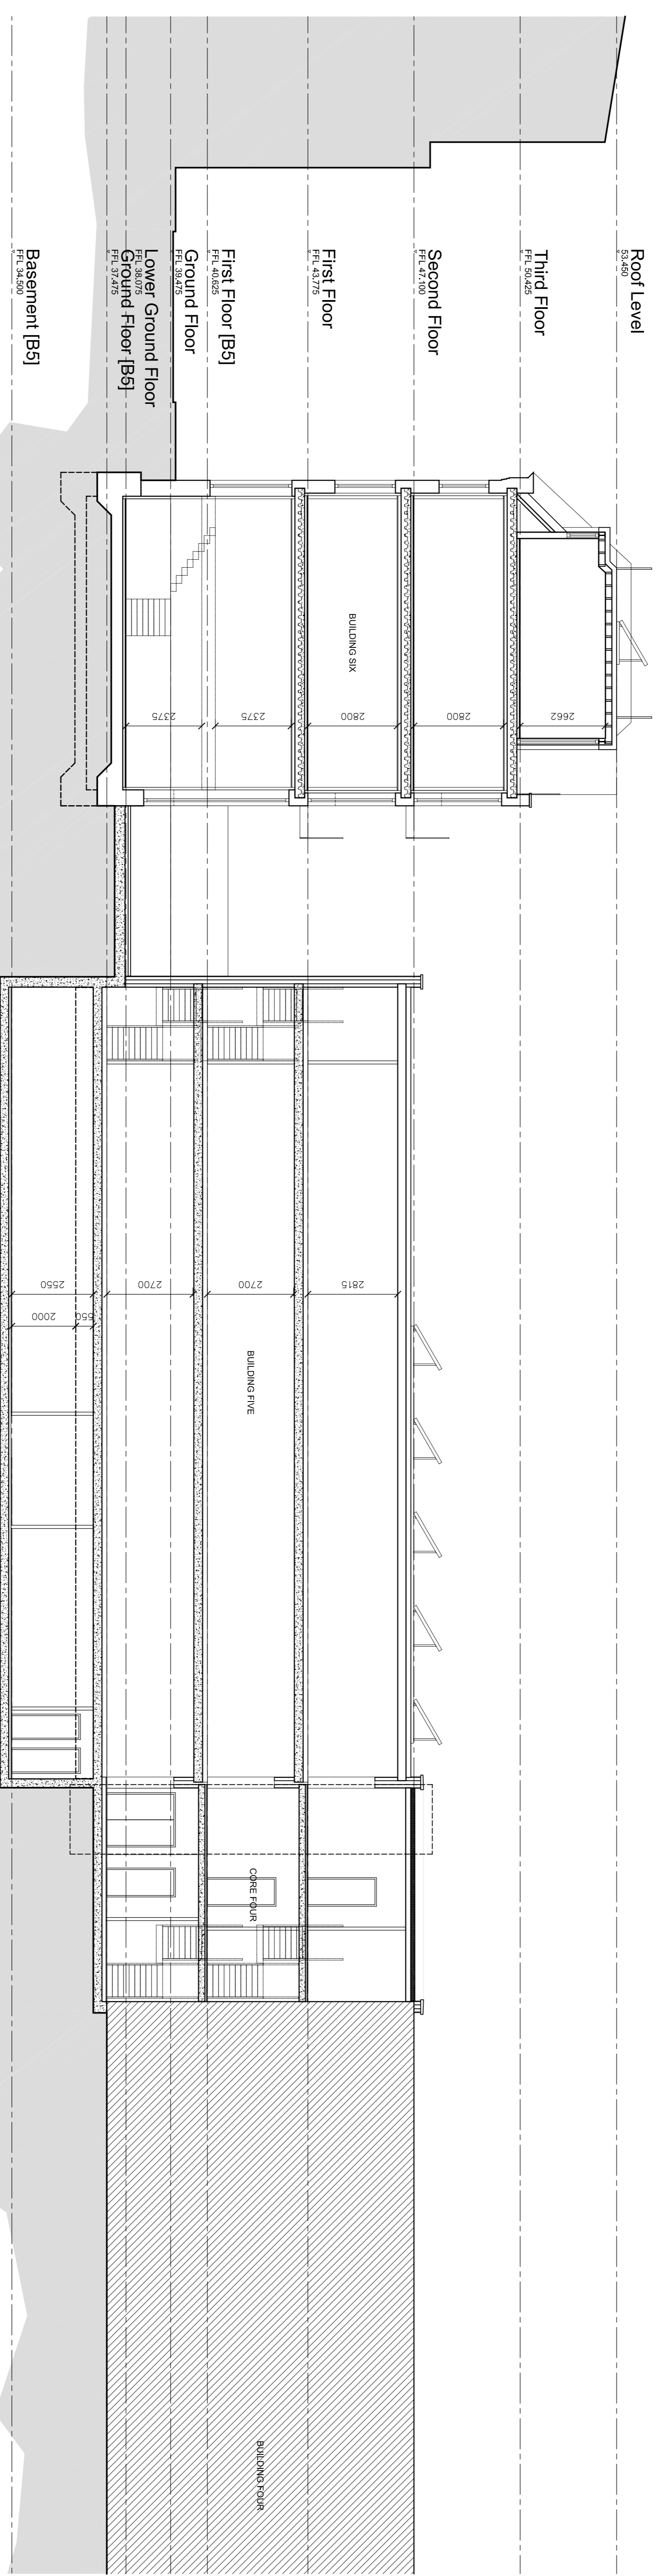 Roof Level
53.450
Third Floor
FFL 50.425
Second Floor
FFL 47.100
First Floor
FFL 43.775
First Floor [B5]
FFL 40.625
Ground Floor
FFL 39.475
Lower Ground Floor
FFL 38.075
Ground Floor [B5]
FFL 37.475
Basement [B5]
FFL 34.500
2662
2800
2800
2375
2375
BUILDING SIX
2815
2700
2700
2550
550
2000
BUILDING FIVE
CORE FOUR
BUILDING FOUR